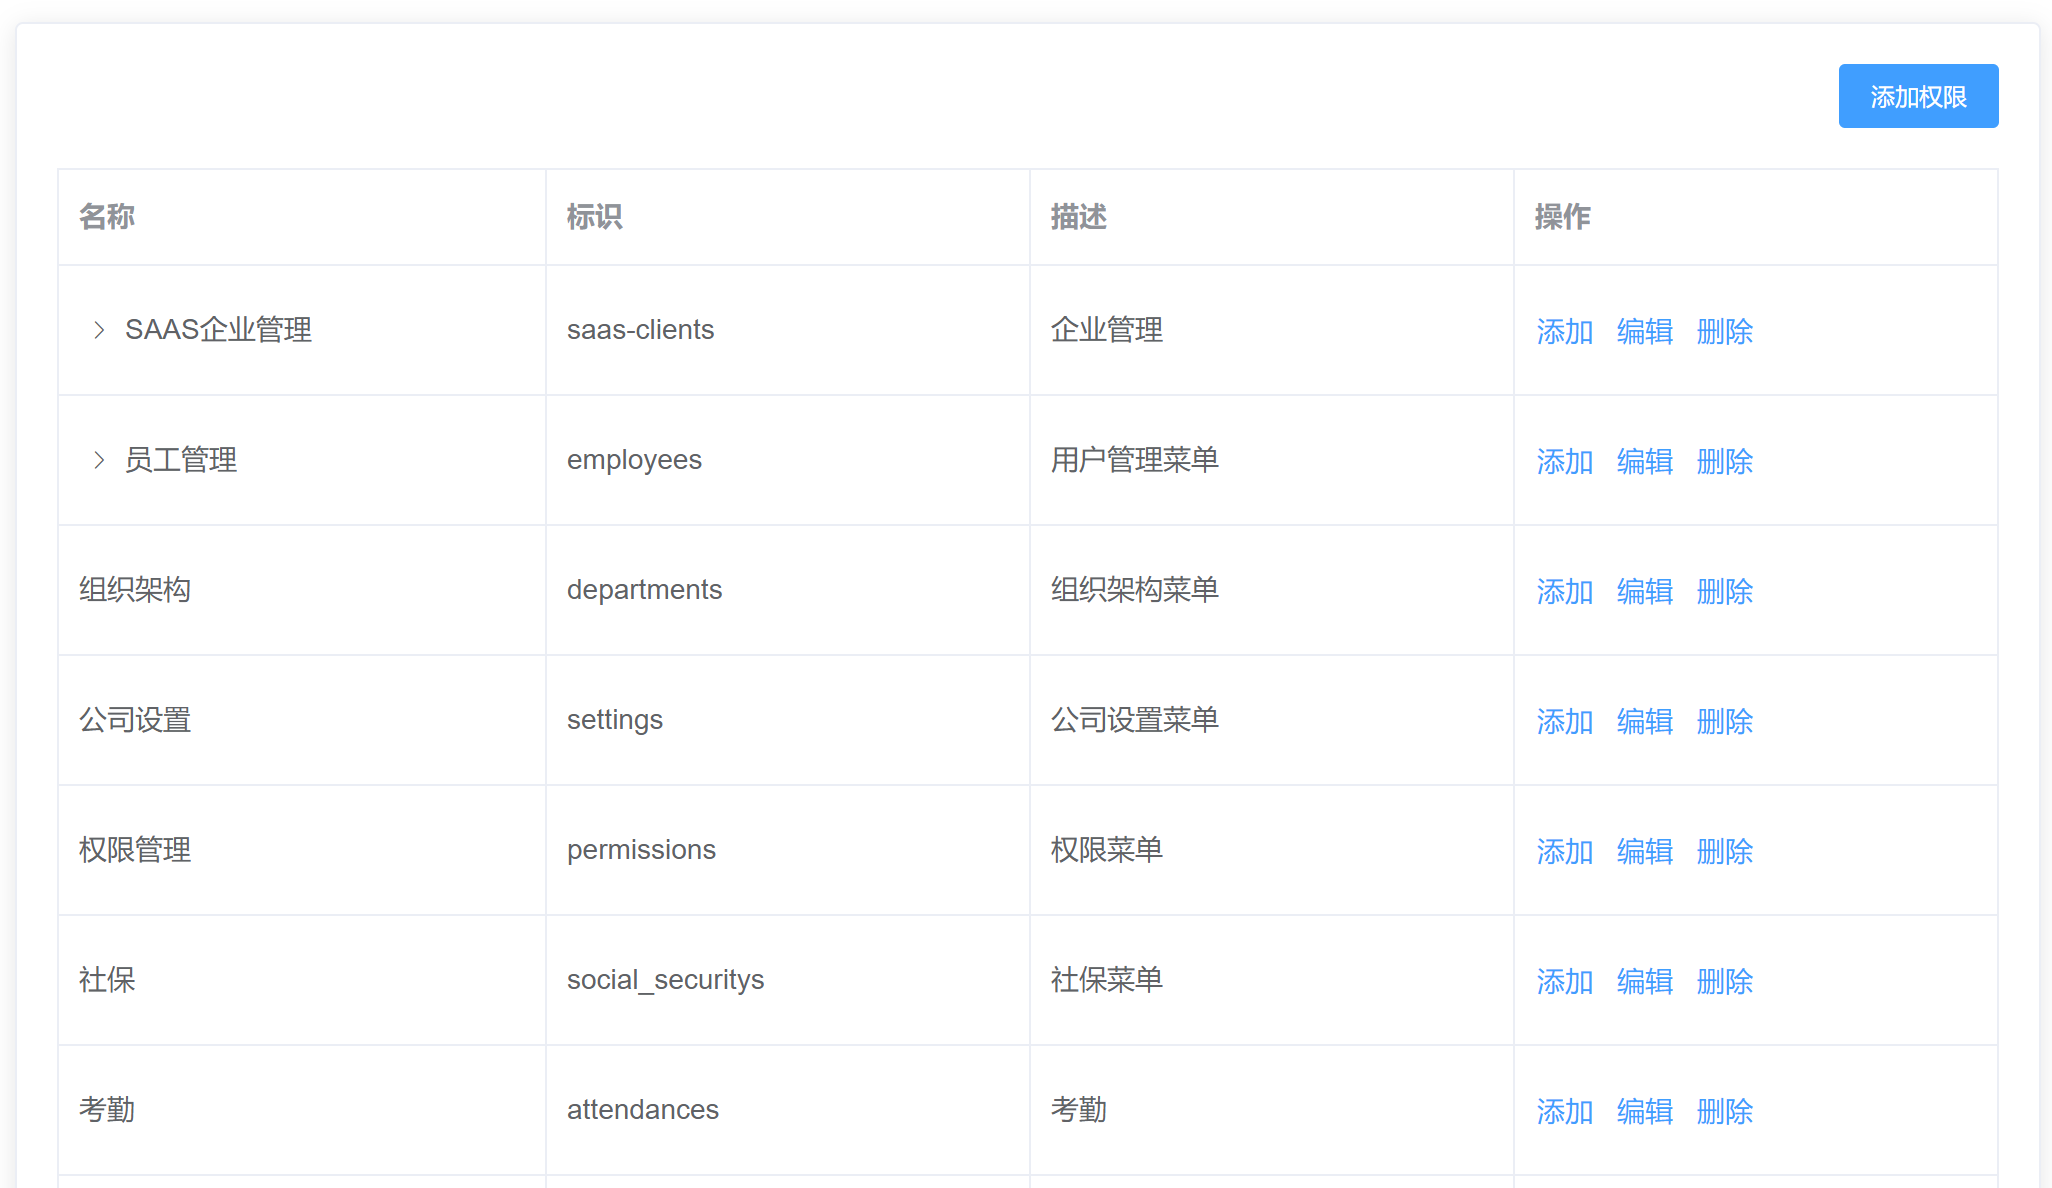 添加权限
名称 标识 描述 操作
SAAS企业管理 saas-clients 企业管理 添加 编辑 删除
员工管理 employees 用户管理菜单 添加 编辑 删除
组织架构 departments 组织架构菜单 添加 编辑 删除
公司设置 settings 公司设置菜单 添加 编辑 删除
权限管理 permissions 权限菜单 添加 编辑 删除
社保 social_securitys 社保菜单 添加 编辑 删除
考勤 attendances 考勤 添加 编辑 删除